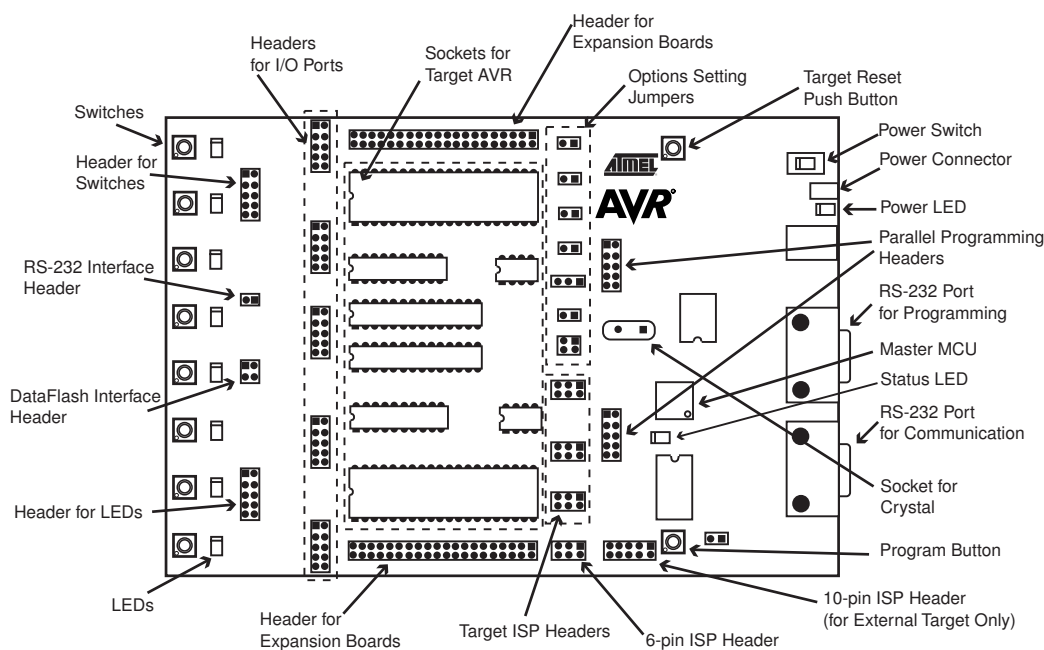 Header for
Expansion Boards
Headers
for I/O Ports
Sockets for
Target AVR
Options Setting
Jumpers
Target Reset
Push Button
Switches
Power Switch
Header for
Switches
Power Connector
ATMEL
AVR®
Power LED
Parallel Programming
Headers
RS-232 Interface
Header
RS-232 Port
for Programming
Master MCU
DataFlash Interface
Header
Status LED
RS-232 Port
for Communication
Header for LEDs
Socket for
Crystal
Program Button
LEDs
10-pin ISP Header
(for External Target Only)
Header for
Expansion Boards
Target ISP Headers
6-pin ISP Header